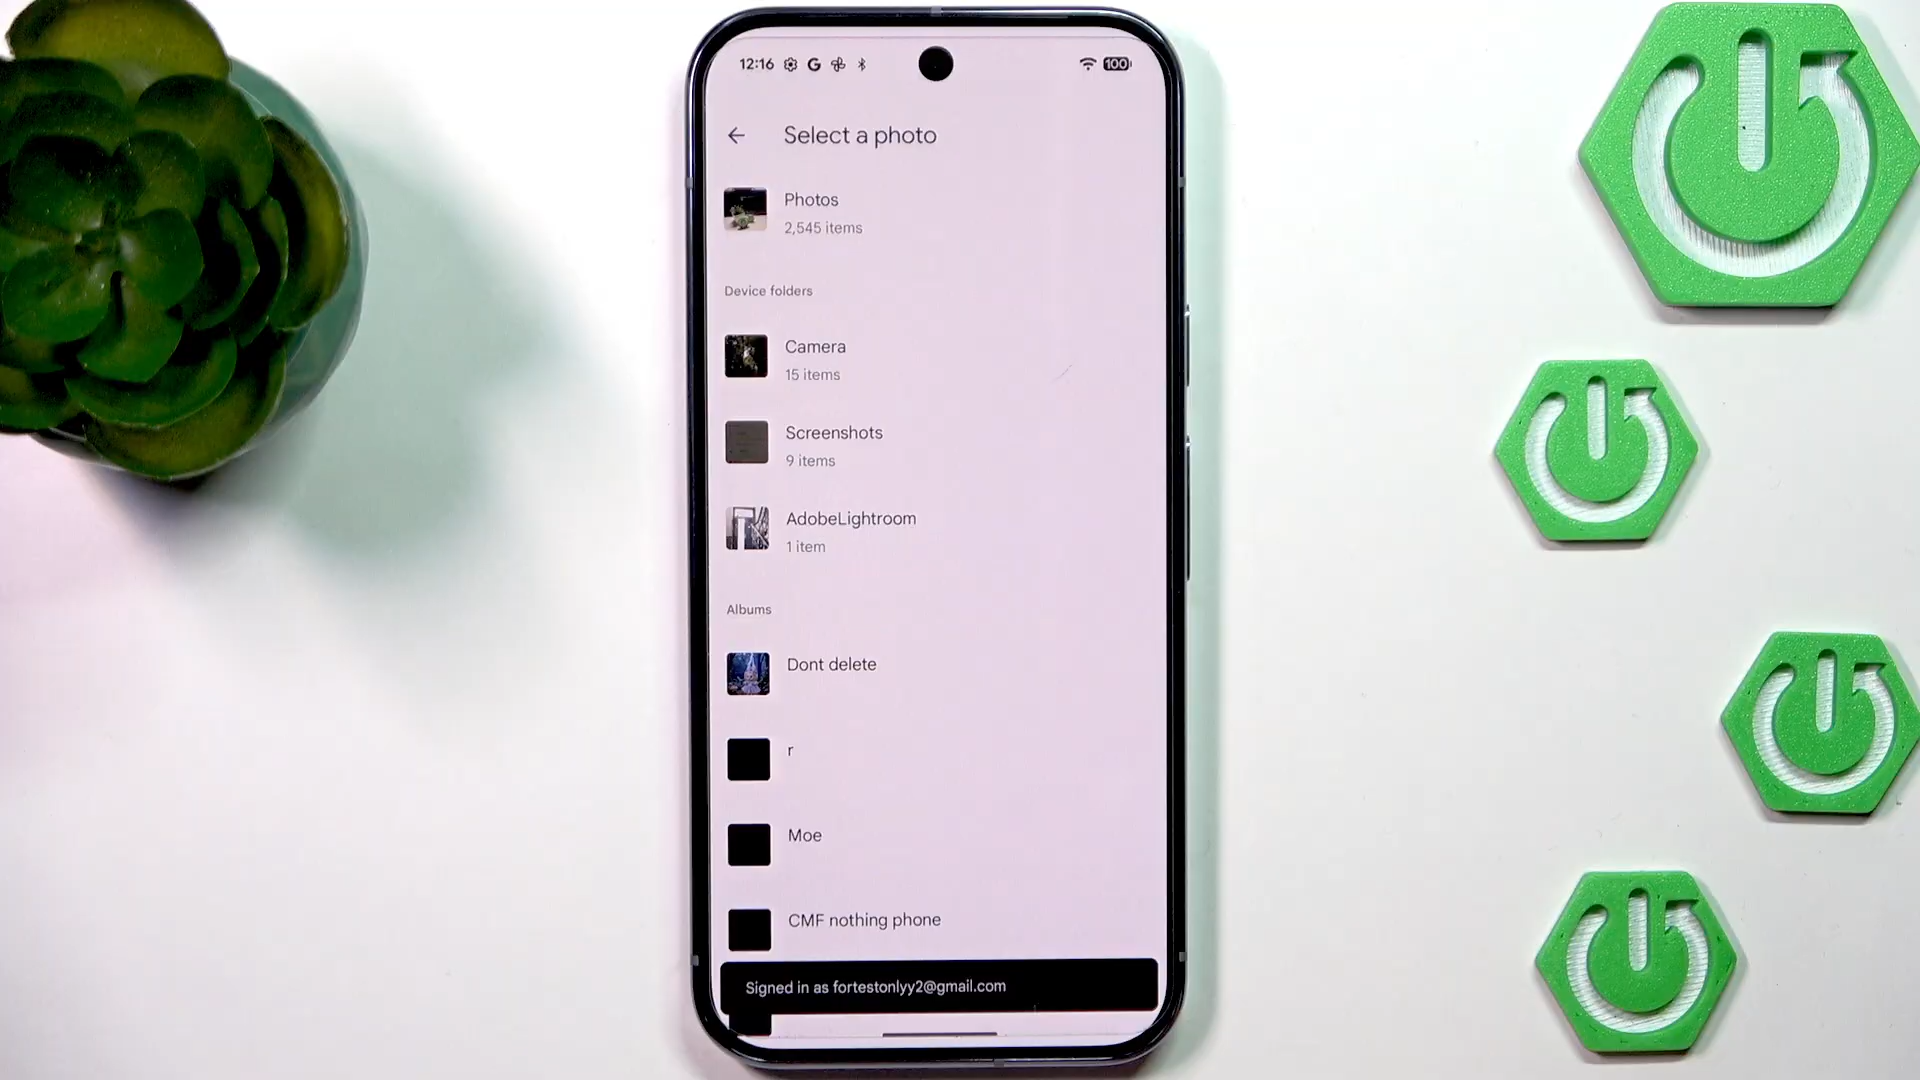 12:16 G 100
Select a photo
Photos
2,545 items
Device folders
Camera
15 items
Screenshots
9 items
AdobeLightroom
1 item
Albums
Dont delete
r
Moe
CMF nothing phone
Signed in as fortestonlyy2@gmail.com